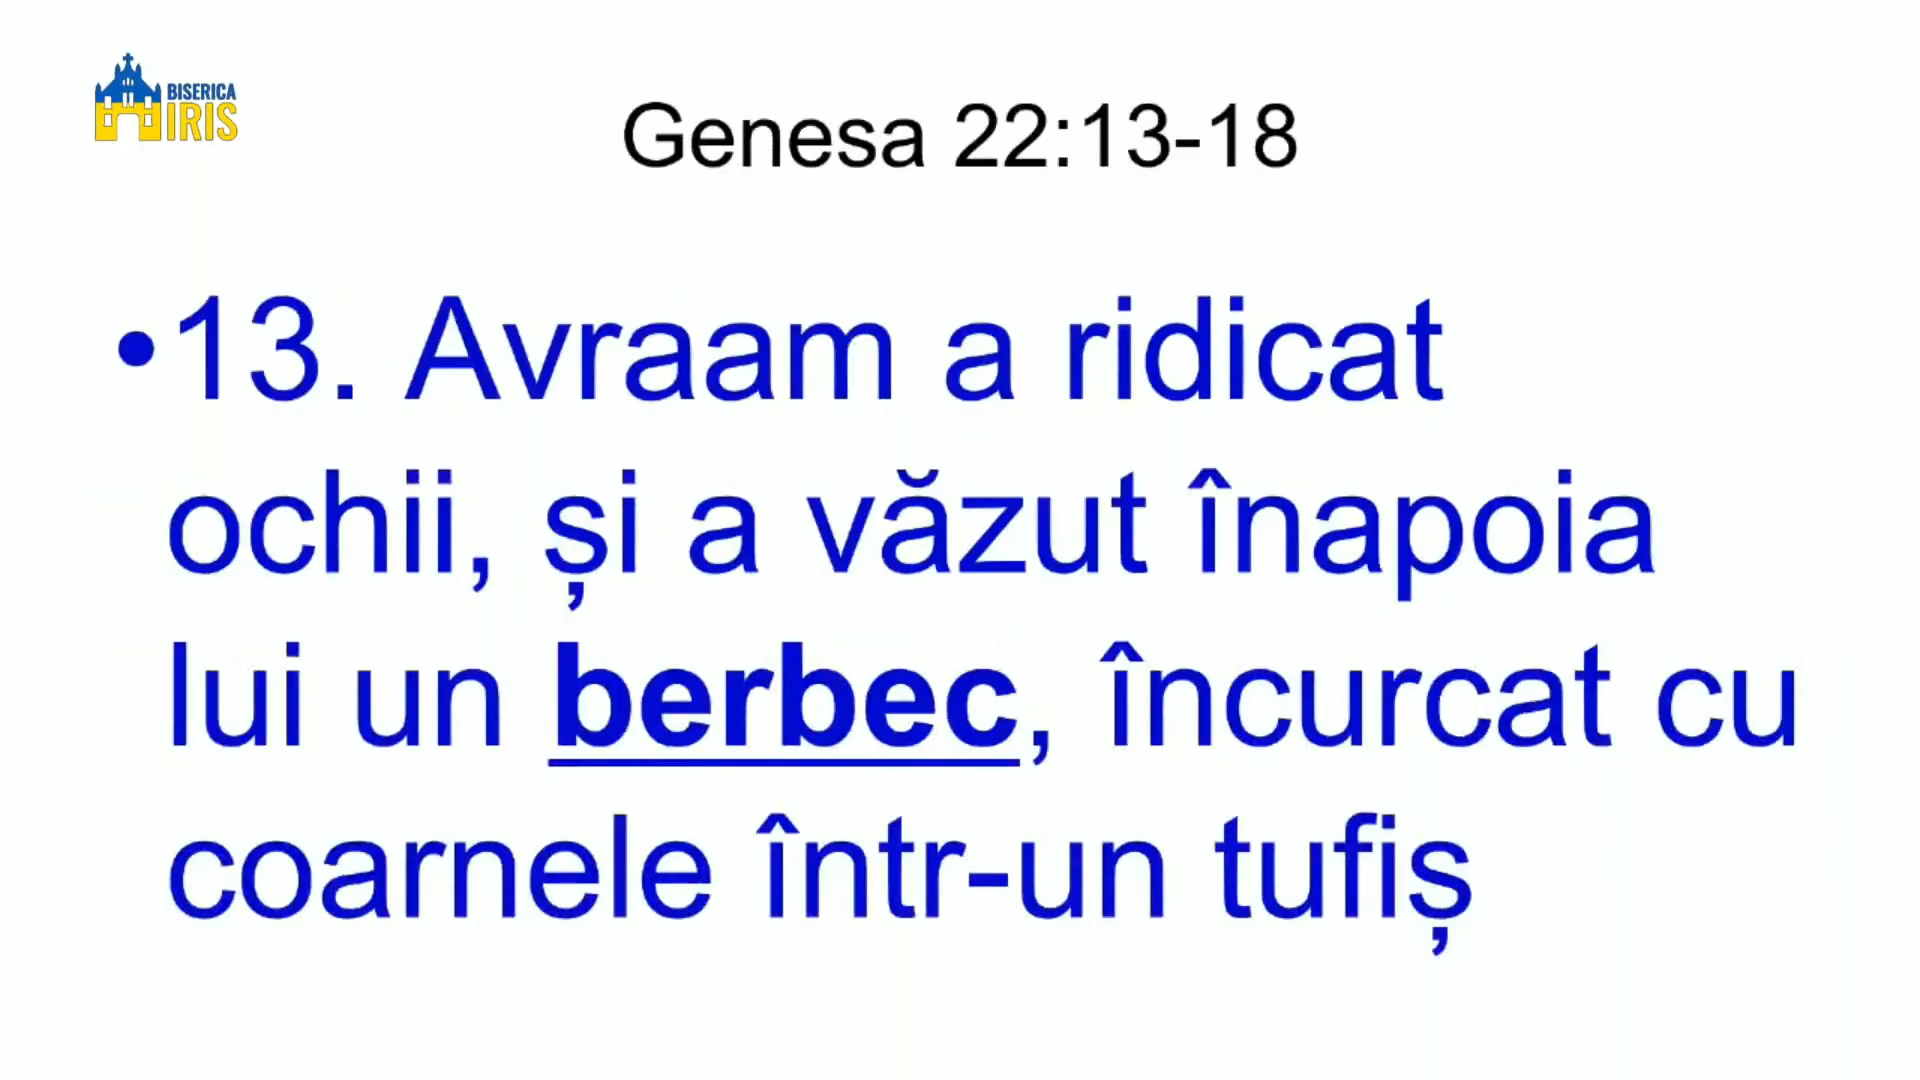 BISERICA
IRIS
Genesa 22:13-18
•13. Avraam a ridicat
ochii, și a văzut înapoia
lui un berbec, încurcat cu
coarnele într-un tufiș